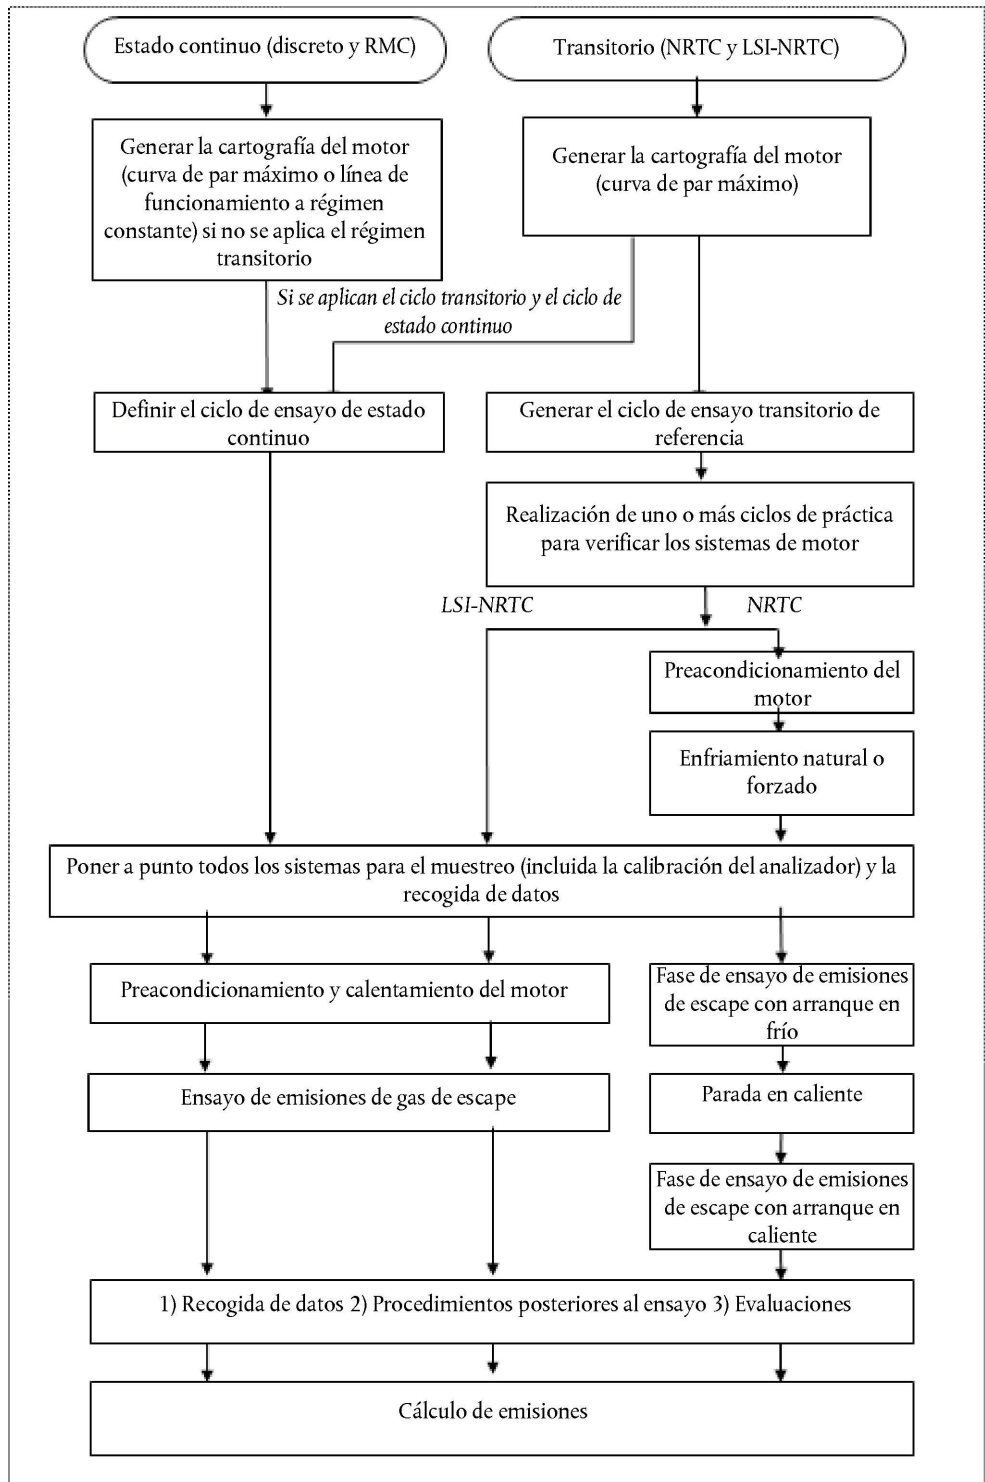 Estado continuo (discreto y RMC)
Transitorio (NRTC y LSI-NRTC)
Generar la cartografía del motor
(curva de par máximo o línea de
funcionamiento a régimen
constante) si no se aplica el régimen
transitorio
Generar la cartografía del motor
(curva de par máximo)
Si se aplican el ciclo transitorio y el ciclo de
estado continuo
Definir el ciclo de ensayo de estado
continuo
Generar el ciclo de ensayo transitorio de
referencia
Realización de uno o más ciclos de práctica
para verificar los sistemas de motor
LSI-NRTC
NRTC
Preacondicionamiento del
motor
Enfriamiento natural o
forzado
Poner a punto todos los sistemas para el muestreo (incluida la calibración del analizador) y la
recogida de datos
Preacondicionamiento y calentamiento del motor
Fase de ensayo de emisiones
de escape con arranque en
frío
Ensayo de emisiones de gas de escape
Parada en caliente
Fase de ensayo de emisiones
de escape con arranque en
caliente
1) Recogida de datos 2) Procedimientos posteriores al ensayo 3) Evaluaciones
Cálculo de emisiones